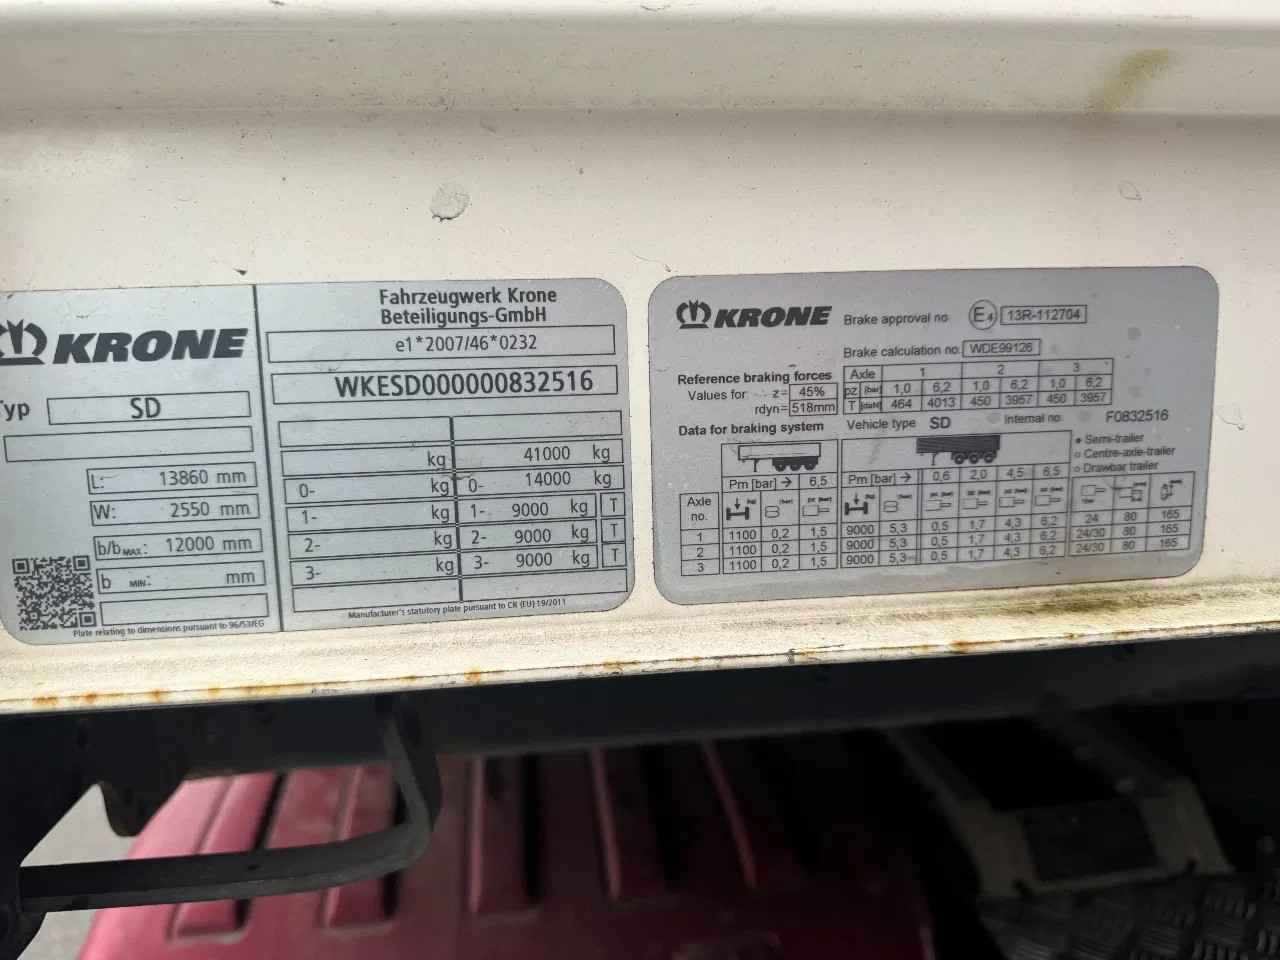 KRONE
Typ SD
L: 13860 mm
W: 2550 mm
b/b MAX: 12000 mm
b MIN: mm
Plate relating to dimensions pursuant to 96/53/EG
Fahrzeugwerk Krone
Beteiligungs-GmbH
e1*2007/46*0232
WKESD000000832516
kg 41000 kg
0- kg 0- 14000 kg
1- kg 1- 9000 kg T
2- kg 2- 9000 kg T
3- kg 3- 9000 kg T
Manufacturer's statutory plate pursuant to CR (EU) 19/2011
KRONE
Brake approval no E4 13R-112704
Brake calculation no. WDE99126
Reference braking forces
Values for z= 45%
rdyn= 518mm
Axle 1 2 3
pz [bar] 1,0 6,2 1,0 6,2 1,0 6,2
T [daN] 464 4013 450 3957 450 3957
Data for braking system
Vehicle type SD Internal no. F0832516
Semi-trailer
Centre-axle-trailer
Drawbar trailer
Pm [bar] → 6,5 Pm [bar] → 0,6 2,0 4,5 6,5
Axle
no.
1 1100 0,2 1,5 9000 5,3 0,5 1,7 4,3 6,2 24 80 165
2 1100 0,2 1,5 9000 5,3 0,5 1,7 4,3 6,2 24/30 80 165
3 1100 0,2 1,5 9000 5,3 0,5 1,7 4,3 6,2 24/30 80 165